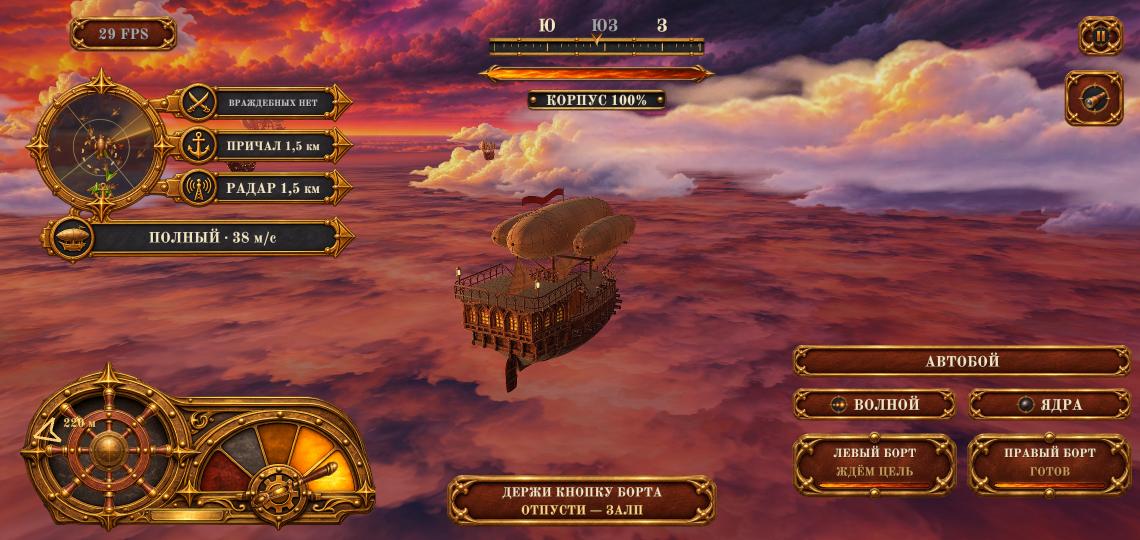 29 FPS
Ю ЮЗ З
КОРПУС 100%
ВРАЖДЕБНЫХ НЕТ
ПРИЧАЛ 1,5 км
РАДАР 1,5 км
ПОЛНЫЙ · 38 м/с
220 м
АВТОБОЙ
ВОЛНОЙ
ЯДРА
ЛЕВЫЙ БОРТ
ЖДЁМ ЦЕЛЬ
ПРАВЫЙ БОРТ
ГОТОВ
ДЕРЖИ КНОПКУ БОРТА
ОТПУСТИ — ЗАЛП